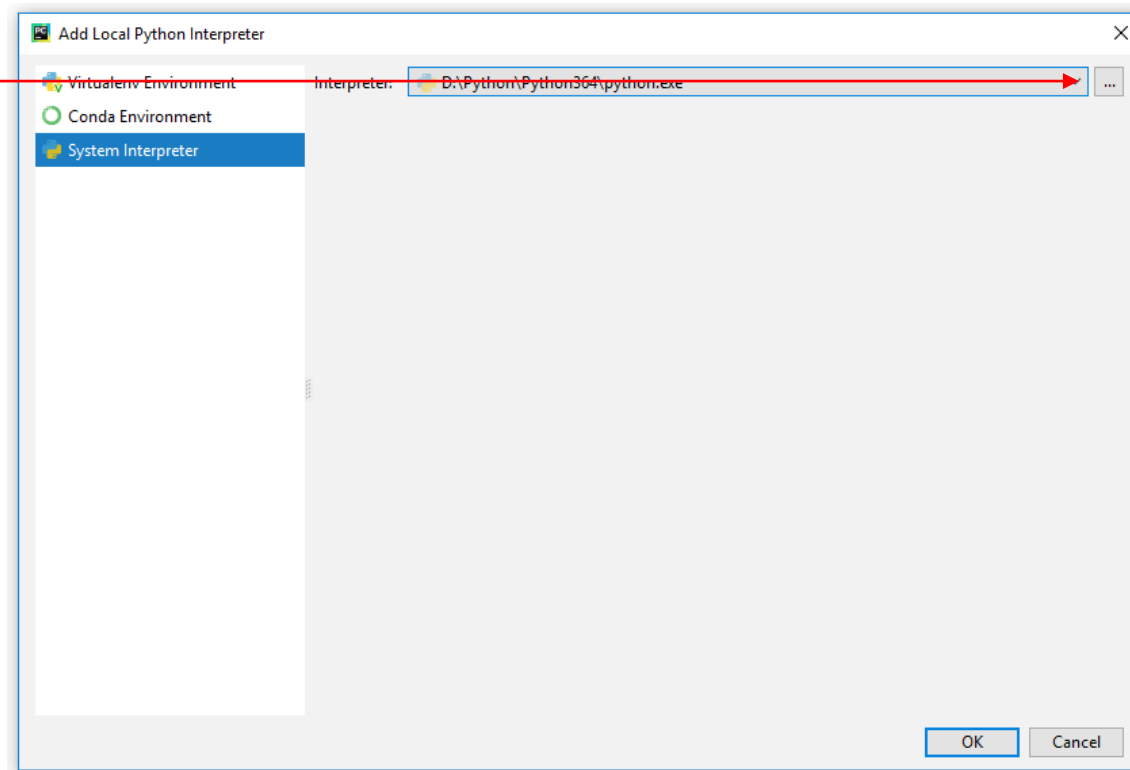 Add Local Python Interpreter
Virtualenv Environment
Interpreter: D:\Python\Python364\python.exe ...
Conda Environment
System Interpreter
OK Cancel